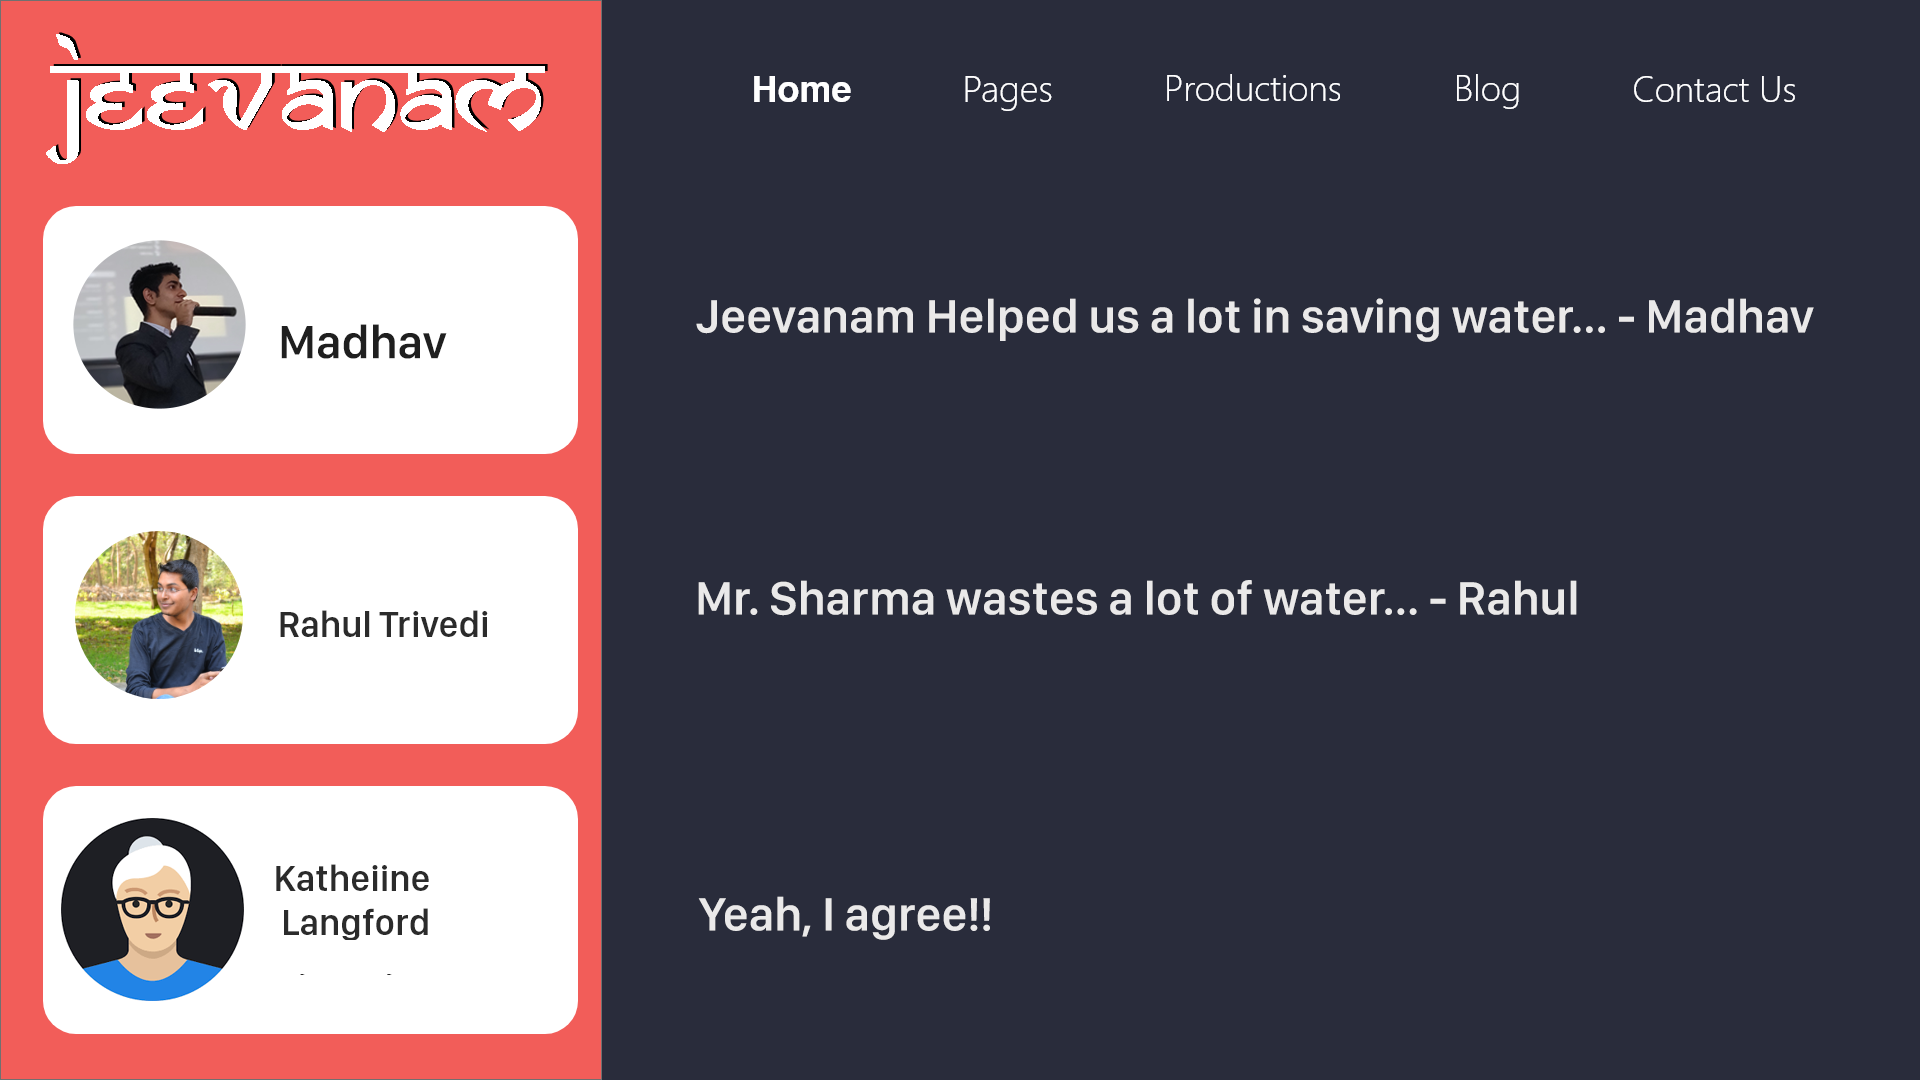 jeevanam
Home Pages Productions Blog Contact Us
Madhav
Jeevanam Helped us a lot in saving water... - Madhav
Rahul Trivedi
Mr. Sharma wastes a lot of water... - Rahul
Katheiine
Langford
Yeah, I agree!!